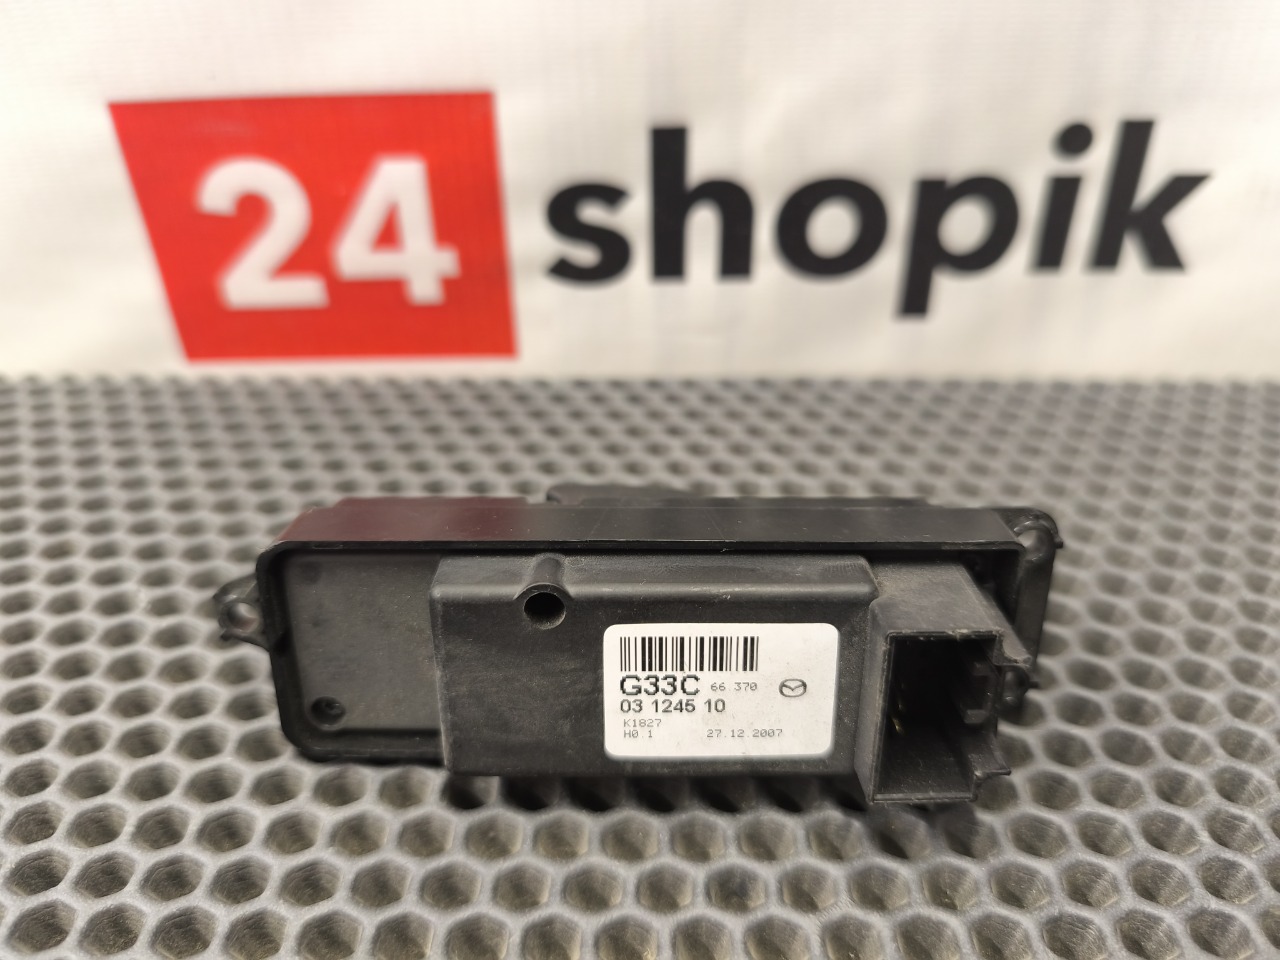 24 shopik
G33C 66 370
03 1245 10
K1827
H0.1 27.12.2007